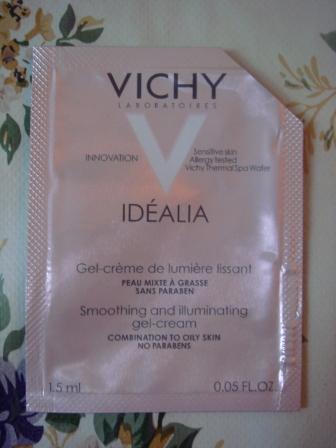 VICHY
LABORATOIRES
INNOVATION
V
Sensitive skin
Allergy tested
Vichy Thermal Spa Water
IDÉALIA
Gel-crème de lumière lissant
PEAU MIXTE À GRASSE
SANS PARABEN
Smoothing and illuminating
gel-cream
COMBINATION TO OILY SKIN
NO PARABENS
1.5 ml 0.05 FL.OZ.